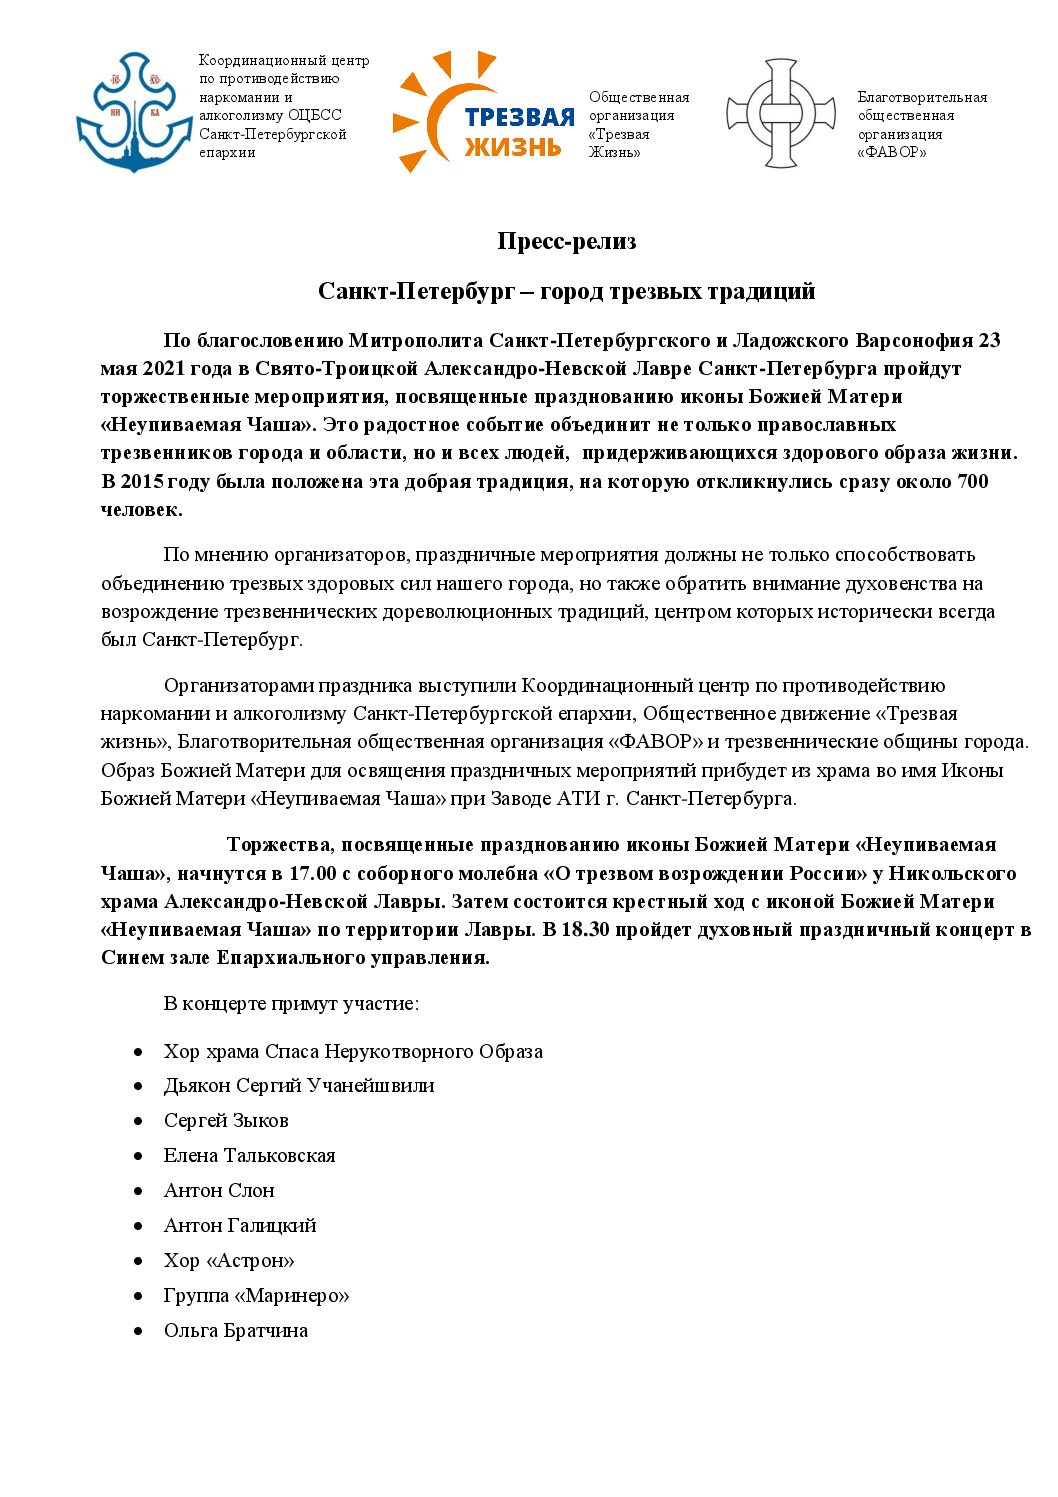 Координационный центр
по противодействию
наркомании и
алкоголизму ОЦБСС
Санкт-Петербургской
епархии
IC XC
НИ КА
ТРЕЗВАЯ
ЖИЗНЬ
Общественная
организация
«Трезвая
Жизнь»
Благотворительная
общественная
организация
«ФАВОР»
Пресс-релиз
Санкт-Петербург – город трезвых традиций
По благословению Митрополита Санкт-Петербургского и Ладожского Варсонофия 23
мая 2021 года в Свято-Троицкой Александро-Невской Лавре Санкт-Петербурга пройдут
торжественные мероприятия, посвященные празднованию иконы Божией Матери
«Неупиваемая Чаша». Это радостное событие объединит не только православных
трезвенников города и области, но и всех людей,  придерживающихся здорового образа жизни.
В 2015 году была положена эта добрая традиция, на которую откликнулись сразу около 700
человек.
По мнению организаторов, праздничные мероприятия должны не только способствовать
объединению трезвых здоровых сил нашего города, но также обратить внимание духовенства на
возрождение трезвеннических дореволюционных традиций, центром которых исторически всегда
был Санкт-Петербург.
Организаторами праздника выступили Координационный центр по противодействию
наркомании и алкоголизму Санкт-Петербургской епархии, Общественное движение «Трезвая
жизнь», Благотворительная общественная организация «ФАВОР» и трезвеннические общины города.
Образ Божией Матери для освящения праздничных мероприятий прибудет из храма во имя Иконы
Божией Матери «Неупиваемая Чаша» при Заводе АТИ г. Санкт-Петербурга.
Торжества, посвященные празднованию иконы Божией Матери «Неупиваемая
Чаша», начнутся в 17.00 с соборного молебна «О трезвом возрождении России» у Никольского
храма Александро-Невской Лавры. Затем состоится крестный ход с иконой Божией Матери
«Неупиваемая Чаша» по территории Лавры. В 18.30 пройдет духовный праздничный концерт в
Синем зале Епархиального управления.
В концерте примут участие:
• Хор храма Спаса Нерукотворного Образа
• Дьякон Сергий Учанейшвили
• Сергей Зыков
• Елена Тальковская
• Антон Слон
• Антон Галицкий
• Хор «Астрон»
• Группа «Маринеро»
• Ольга Братчина